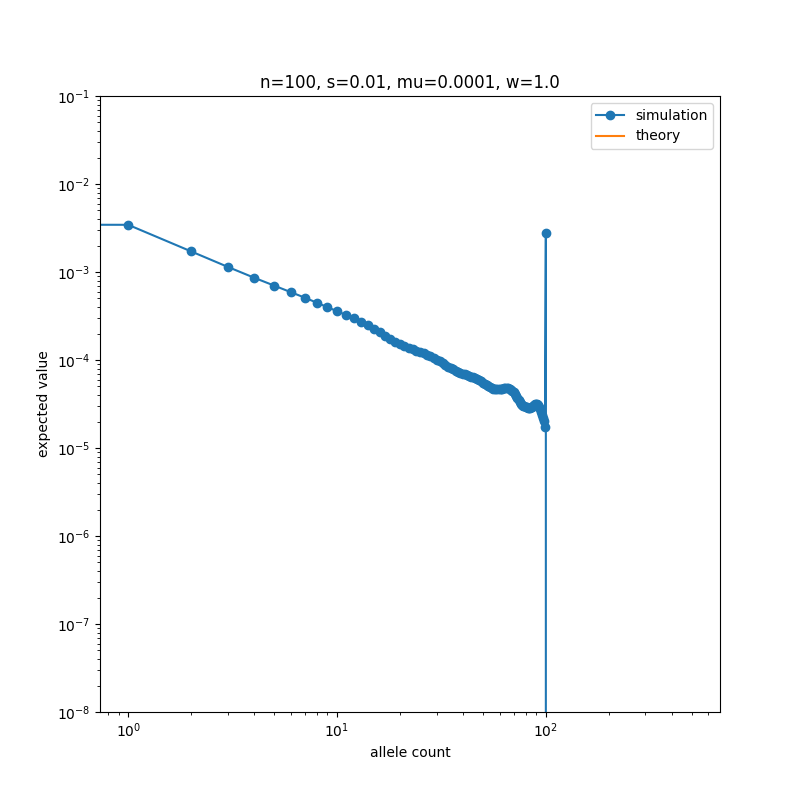 n=100, s=0.01, mu=0.0001, w=1.0
simulation
theory
10⁻¹
10⁻²
10⁻³
10⁻⁴
10⁻⁵
10⁻⁶
10⁻⁷
10⁻⁸
expected value
10⁰ 10¹ 10²
allele count